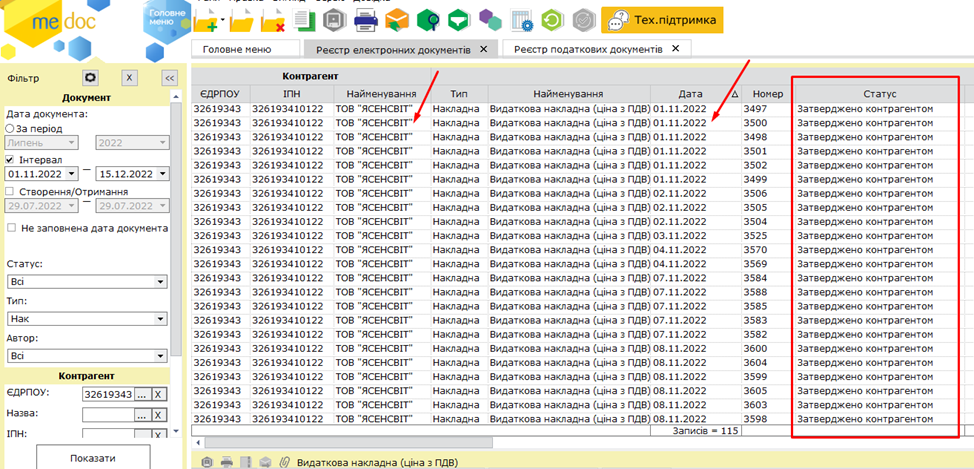 me doc
Головне меню
Тех.підтримка
Головне меню
Реєстр електронних документів ✕
Реєстр податкових документів ✕
Фільтр
X
<<
Документ
Дата документа:
За період
Липень 2022
Інтервал
01.11.2022 — 15.12.2022
Створення/Отримання
29.07.2022 — 29.07.2022
Не заповнена дата документа
Статус:
Всі
Тип:
Нак
Автор:
Всі
Контрагент
ЄДРПОУ: 32619343 ... X
Назва: ... X
ІПН: ... X
Показати
Контрагент
ЄДРПОУ ІПН Найменування Тип Найменування Дата Номер Статус
32619343 326193410122 ТОВ "ЯСЕНСВІТ" Накладна Видаткова накладна (ціна з ПДВ) 01.11.2022 3497 Затверджено контрагентом
32619343 326193410122 ТОВ "ЯСЕНСВІТ" Накладна Видаткова накладна (ціна з ПДВ) 01.11.2022 3500 Затверджено контрагентом
32619343 326193410122 ТОВ "ЯСЕНСВІТ" Накладна Видаткова накладна (ціна з ПДВ) 01.11.2022 3498 Затверджено контрагентом
32619343 326193410122 ТОВ "ЯСЕНСВІТ" Накладна Видаткова накладна (ціна з ПДВ) 01.11.2022 3501 Затверджено контрагентом
32619343 326193410122 ТОВ "ЯСЕНСВІТ" Накладна Видаткова накладна (ціна з ПДВ) 01.11.2022 3502 Затверджено контрагентом
32619343 326193410122 ТОВ "ЯСЕНСВІТ" Накладна Видаткова накладна (ціна з ПДВ) 01.11.2022 3499 Затверджено контрагентом
32619343 326193410122 ТОВ "ЯСЕНСВІТ" Накладна Видаткова накладна (ціна з ПДВ) 02.11.2022 3506 Затверджено контрагентом
32619343 326193410122 ТОВ "ЯСЕНСВІТ" Накладна Видаткова накладна (ціна з ПДВ) 02.11.2022 3505 Затверджено контрагентом
32619343 326193410122 ТОВ "ЯСЕНСВІТ" Накладна Видаткова накладна (ціна з ПДВ) 02.11.2022 3504 Затверджено контрагентом
32619343 326193410122 ТОВ "ЯСЕНСВІТ" Накладна Видаткова накладна (ціна з ПДВ) 03.11.2022 3525 Затверджено контрагентом
32619343 326193410122 ТОВ "ЯСЕНСВІТ" Накладна Видаткова накладна (ціна з ПДВ) 04.11.2022 3570 Затверджено контрагентом
32619343 326193410122 ТОВ "ЯСЕНСВІТ" Накладна Видаткова накладна (ціна з ПДВ) 04.11.2022 3569 Затверджено контрагентом
32619343 326193410122 ТОВ "ЯСЕНСВІТ" Накладна Видаткова накладна (ціна з ПДВ) 07.11.2022 3584 Затверджено контрагентом
32619343 326193410122 ТОВ "ЯСЕНСВІТ" Накладна Видаткова накладна (ціна з ПДВ) 07.11.2022 3588 Затверджено контрагентом
32619343 326193410122 ТОВ "ЯСЕНСВІТ" Накладна Видаткова накладна (ціна з ПДВ) 07.11.2022 3585 Затверджено контрагентом
32619343 326193410122 ТОВ "ЯСЕНСВІТ" Накладна Видаткова накладна (ціна з ПДВ) 07.11.2022 3583 Затверджено контрагентом
32619343 326193410122 ТОВ "ЯСЕНСВІТ" Накладна Видаткова накладна (ціна з ПДВ) 07.11.2022 3582 Затверджено контрагентом
32619343 326193410122 ТОВ "ЯСЕНСВІТ" Накладна Видаткова накладна (ціна з ПДВ) 08.11.2022 3600 Затверджено контрагентом
32619343 326193410122 ТОВ "ЯСЕНСВІТ" Накладна Видаткова накладна (ціна з ПДВ) 08.11.2022 3604 Затверджено контрагентом
32619343 326193410122 ТОВ "ЯСЕНСВІТ" Накладна Видаткова накладна (ціна з ПДВ) 08.11.2022 3599 Затверджено контрагентом
32619343 326193410122 ТОВ "ЯСЕНСВІТ" Накладна Видаткова накладна (ціна з ПДВ) 08.11.2022 3605 Затверджено контрагентом
32619343 326193410122 ТОВ "ЯСЕНСВІТ" Накладна Видаткова накладна (ціна з ПДВ) 08.11.2022 3603 Затверджено контрагентом
32619343 326193410122 ТОВ "ЯСЕНСВІТ" Накладна Видаткова накладна (ціна з ПДВ) 08.11.2022 3598 Затверджено контрагентом
Записів = 115
Видаткова накладна (ціна з ПДВ)